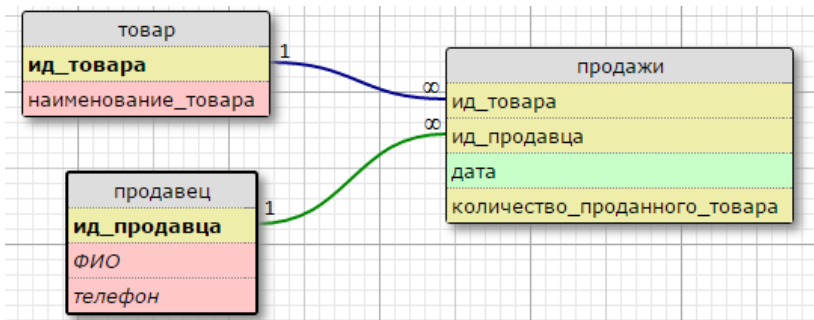 товар
ид_товара
наименование_товара
1
∞
продажи
ид_товара
∞
ид_продавца
дата
количество_проданного_товара
продавец
1
ид_продавца
ФИО
телефон